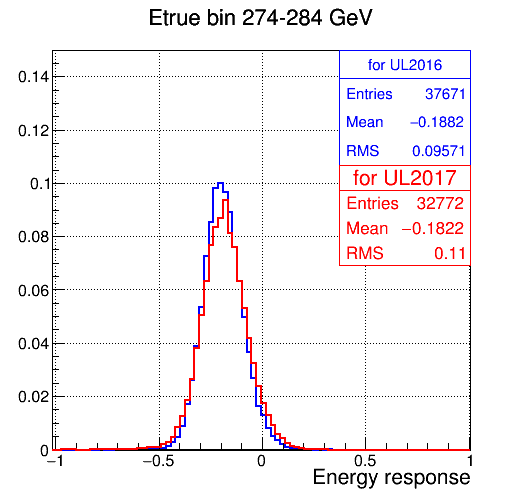 Etrue bin 274-284 GeV
for UL2016
Entries 37671
Mean −0.1882
RMS 0.09571
for UL2017
Entries 32772
Mean −0.1822
RMS 0.11
0.14
0.12
0.1
0.08
0.06
0.04
0.02
0
−1 −0.5 0 0.5 1
Energy response